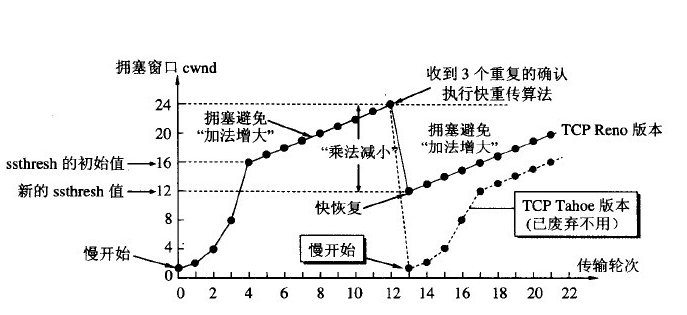 拥塞窗口 cwnd
收到 3 个重复的确认
执行快重传算法
24
20
16
12
8
4
0
拥塞避免
“加法增大”
“乘法减小”
拥塞避免
“加法增大”
TCP Reno 版本
ssthresh 的初始值
新的 ssthresh 值
快恢复
TCP Tahoe 版本
(已废弃不用)
慢开始
慢开始
传输轮次
0 2 4 6 8 10 12 14 16 18 20 22